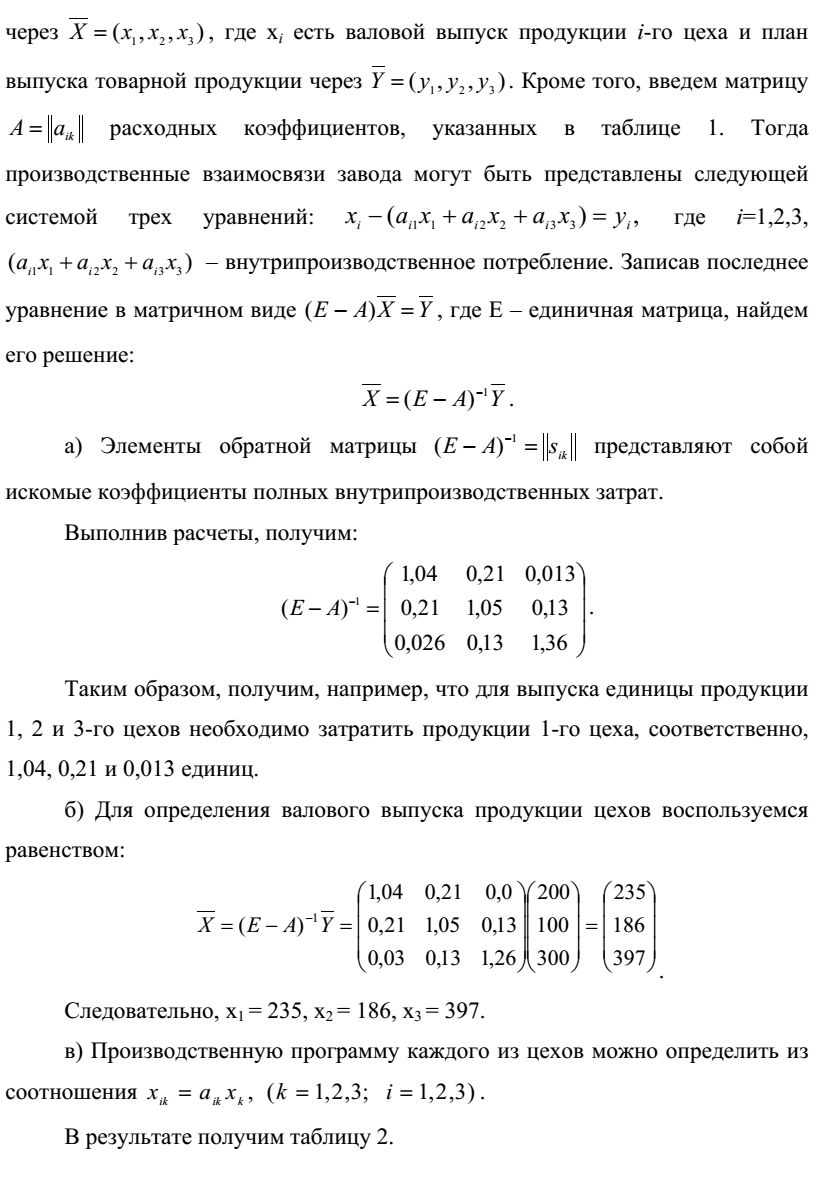 через X̅ = (x₁, x₂, x₃), где xᵢ есть валовой выпуск продукции i-го цеха и план
выпуска товарной продукции через Y̅ = (y₁, y₂, y₃). Кроме того, введем матрицу
A = ‖aᵢₖ‖ расходных коэффициентов, указанных в таблице 1. Тогда
производственные взаимосвязи завода могут быть представлены следующей
системой трех уравнений: xᵢ − (aᵢ₁x₁ + aᵢ₂x₂ + aᵢ₃x₃) = yᵢ, где i=1,2,3,
(aᵢ₁x₁ + aᵢ₂x₂ + aᵢ₃x₃) – внутрипроизводственное потребление. Записав последнее
уравнение в матричном виде (E − A)X̅ = Y̅, где E – единичная матрица, найдем
его решение:
X̅ = (E − A)⁻¹Y̅.
а) Элементы обратной матрицы (E − A)⁻¹ = ‖sᵢₖ‖ представляют собой
искомые коэффициенты полных внутрипроизводственных затрат.
Выполнив расчеты, получим:
1,04 0,21 0,013
(E − A)⁻¹ = 0,21 1,05 0,13 .
0,026 0,13 1,36
Таким образом, получим, например, что для выпуска единицы продукции
1, 2 и 3-го цехов необходимо затратить продукции 1-го цеха, соответственно,
1,04, 0,21 и 0,013 единиц.
б) Для определения валового выпуска продукции цехов воспользуемся
равенством:
1,04 0,21 0,0 200 235
X̅ = (E − A)⁻¹Y̅ = 0,21 1,05 0,13 100 = 186
0,03 0,13 1,26 300 397 .
Следовательно, x₁ = 235, x₂ = 186, x₃ = 397.
в) Производственную программу каждого из цехов можно определить из
соотношения xᵢₖ = aᵢₖxₖ, (k = 1,2,3; i = 1,2,3).
В результате получим таблицу 2.